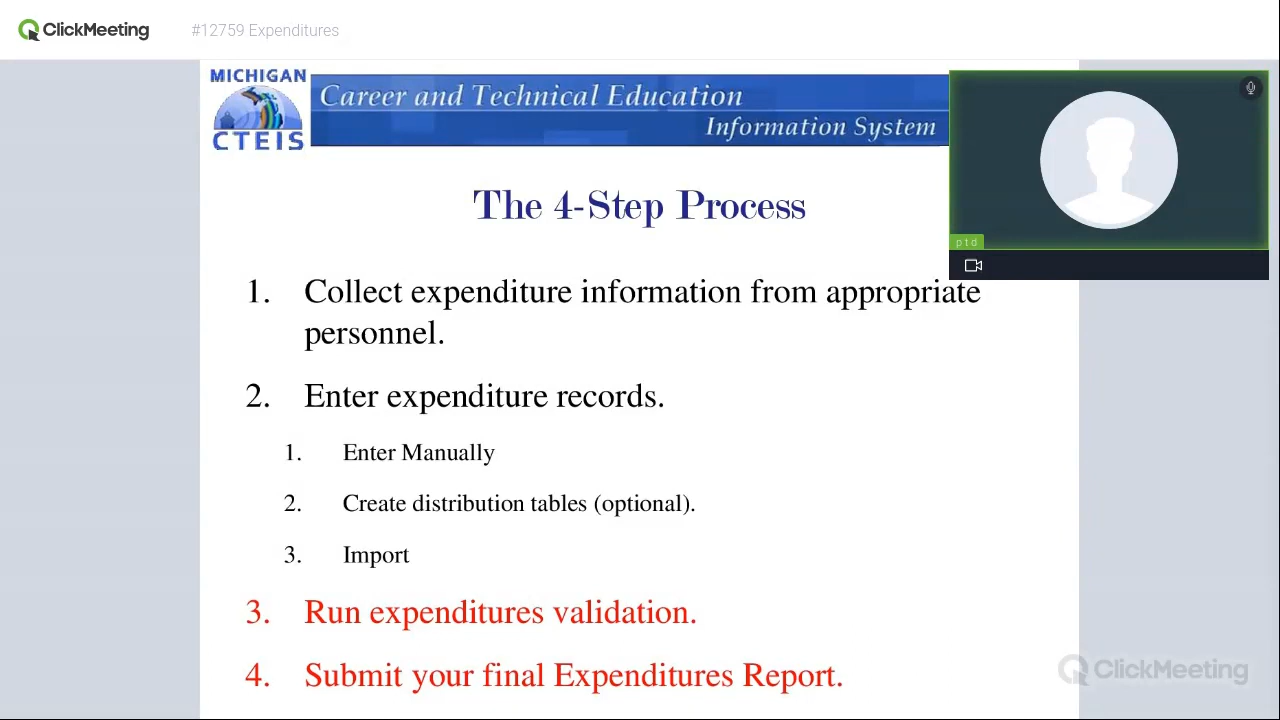 ClickMeeting
#12759 Expenditures
MICHIGAN
CTEIS
Career and Technical Education
Information System
ptd
The 4-Step Process
1. Collect expenditure information from appropriate
personnel.
2. Enter expenditure records.
1. Enter Manually
2. Create distribution tables (optional).
3. Import
3. Run expenditures validation.
4. Submit your final Expenditures Report.
ClickMeeting